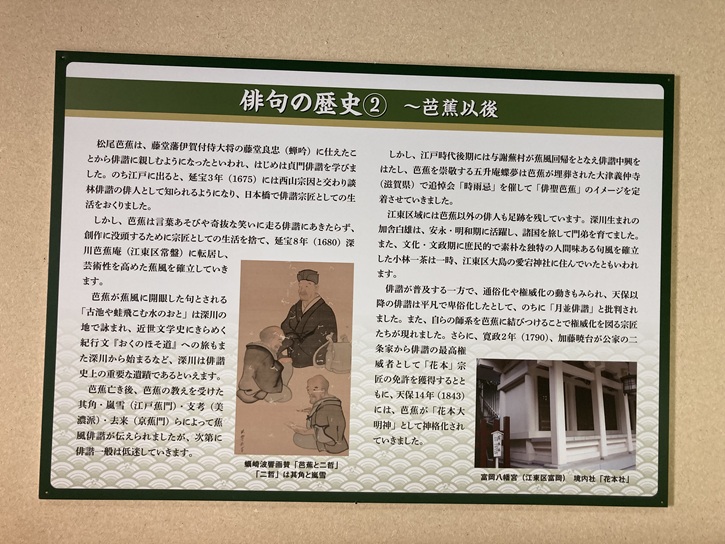 俳句の歴史② ～芭蕉以後
松尾芭蕉は、藤堂藩伊賀付侍大将の藤堂良忠（蝉吟）に仕えたこ
とから俳諧に親しむようになったといわれ、はじめは貞門俳諧を学びま
した。のち江戸に出ると、延宝3年（1675）には西山宗因と交わり談
林俳諧の俳人として知られるようになり、日本橋で俳諧宗匠としての生
活をおくりました。
しかし、芭蕉は言葉あそびや奇抜な笑いに走る俳諧にあきたらず、
創作に没頭するために宗匠としての生活を捨て、延宝8年（1680）深
川芭蕉庵（江東区常盤）に転居し、
芸術性を高めた蕉風を確立していき
ます。
芭蕉が蕉風に開眼した句とされる
「古池や蛙飛こむ水のおと」は深川の
地で詠まれ、近世文学史にきらめく
紀行文『おくのほそ道』への旅もま
た深川から始まるなど、深川は俳諧
史上の重要な遺蹟であるといえます。
芭蕉亡き後、芭蕉の教えを受けた
其角・嵐雪（江戸蕉門）・支考（美
濃派）・去来（京蕉門）らによって蕉
風俳諧が伝えられましたが、次第に
俳諧一般は低迷していきます。
蠣崎波響画賛「芭蕉と二哲」
「二哲」は其角と嵐雪
しかし、江戸時代後期には与謝蕪村が蕉風回帰をとなえ俳諧中興を
はたし、芭蕉を崇敬する五升庵蝶夢は芭蕉が埋葬された大津義仲寺
（滋賀県）で追悼会「時雨忌」を催して「俳聖芭蕉」のイメージを定
着させていきました。
江東区域には芭蕉以外の俳人も足跡を残しています。深川生まれの
加舎白雄は、安永・明和期に活躍し、諸国を旅して門弟を育てました。
また、文化・文政期に庶民的で素朴な独特の人間味ある句風を確立
した小林一茶は一時、江東区大島の愛宕神社に住んでいたともいわれ
ます。
俳諧が普及する一方で、通俗化や権威化の動きもみられ、天保以
降の俳諧は平凡で卑俗化したとして、のちに「月並俳諧」と批判され
ました。また、自らの師系を芭蕉に結びつけることで権威化を図る宗匠
たちが現れました。さらに、寛政2年（1790）、加藤暁台が公家の二
条家から俳諧の最高権
威者として「花本」宗
匠の免許を獲得するとと
もに、天保14年（1843）
には、芭蕉が「花本大
明神」として神格化され
ていきました。
富岡八幡宮（江東区富岡） 境内社「花本社」